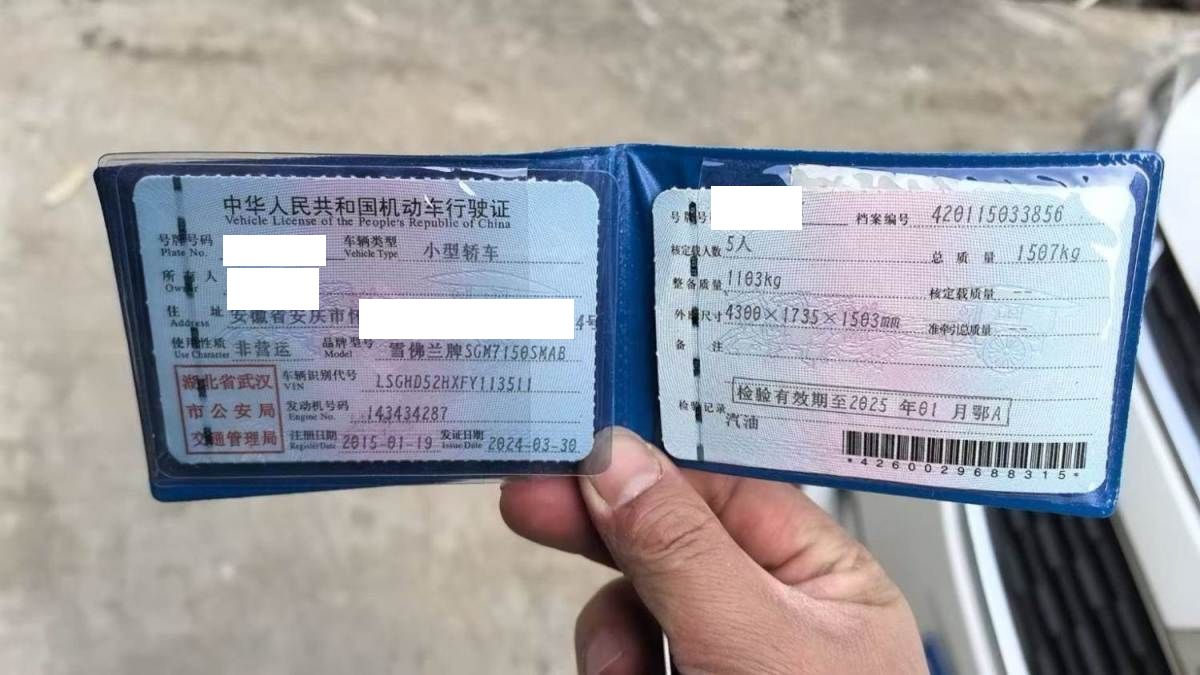 中华人民共和国机动车行驶证
Vehicle License of the People's Republic of China
号牌号码 车辆类型 小型轿车
Plate No. Vehicle Type
所有人
Owner
住址 安徽省安庆市怀 4号
Address
使用性质 非营运 品牌型号 雪佛兰牌SGM7150SMAB
Use Character Model
湖北省武汉
市公安局
交通管理局
车辆识别代号 LSGHD52HXFY113511
VIN
发动机号码 143434287
Engine No.
注册日期 2015-01-19 发证日期 2024-03-30
Register Date Issue Date
号牌号 档案编号 420115033856
核定载人数 5人 总质量 1507kg
整备质量 1103kg 核定载质量 --
外廓尺寸 4300×1735×1503mm 准牵引总质量 --
备注
检验有效期至2025年01月鄂A
检验记录
汽油
*4260029688315*